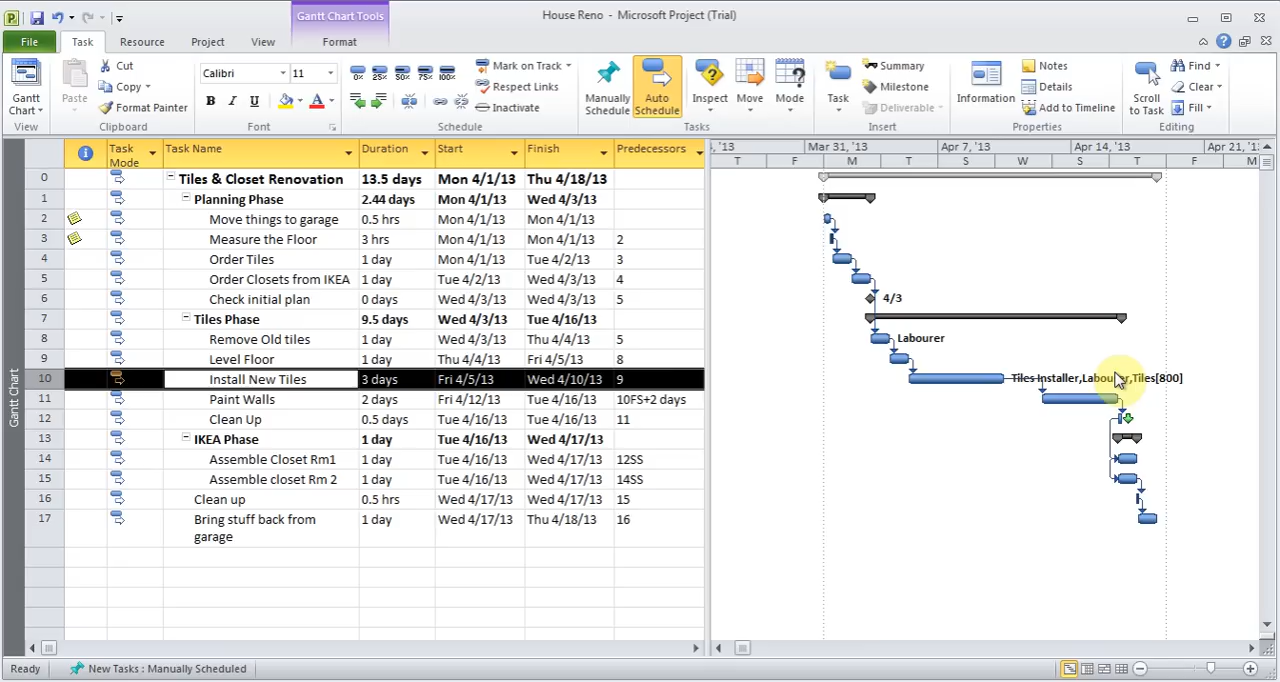 House Reno - Microsoft Project (Trial)
Gantt Chart Tools
File Task Resource Project View Format
Gantt Chart
View
Paste
Cut
Copy
Format Painter
Clipboard
Calibri 11
B I U A
Font
0% 25% 50% 75% 100%
Mark on Track
Respect Links
Inactivate
Schedule
Manually Schedule
Auto Schedule
Inspect
Move
Mode
Tasks
Task
Summary
Milestone
Deliverable
Insert
Information
Notes
Details
Add to Timeline
Properties
Scroll to Task
Find
Clear
Fill
Editing
Task Mode Task Name Duration Start Finish Predecessors
0 Tiles & Closet Renovation 13.5 days Mon 4/1/13 Thu 4/18/13
1 Planning Phase 2.44 days Mon 4/1/13 Wed 4/3/13
2 Move things to garage 0.5 hrs Mon 4/1/13 Mon 4/1/13
3 Measure the Floor 3 hrs Mon 4/1/13 Mon 4/1/13 2
4 Order Tiles 1 day Mon 4/1/13 Tue 4/2/13 3
5 Order Closets from IKEA 1 day Tue 4/2/13 Wed 4/3/13 4
6 Check initial plan 0 days Wed 4/3/13 Wed 4/3/13 5
7 Tiles Phase 9.5 days Wed 4/3/13 Tue 4/16/13
8 Remove Old tiles 1 day Wed 4/3/13 Thu 4/4/13 5
9 Level Floor 1 day Thu 4/4/13 Fri 4/5/13 8
10 Install New Tiles 3 days Fri 4/5/13 Wed 4/10/13 9
11 Paint Walls 2 days Fri 4/12/13 Tue 4/16/13 10FS+2 days
12 Clean Up 0.5 days Tue 4/16/13 Tue 4/16/13 11
13 IKEA Phase 1 day Tue 4/16/13 Wed 4/17/13
14 Assemble Closet Rm1 1 day Tue 4/16/13 Wed 4/17/13 12SS
15 Assemble closet Rm 2 1 day Tue 4/16/13 Wed 4/17/13 14SS
16 Clean up 0.5 hrs Wed 4/17/13 Wed 4/17/13 15
17 Bring stuff back from 1 day Wed 4/17/13 Thu 4/18/13 16
garage
, '13 Mar 31, '13 Apr 7, '13 Apr 14, '13 Apr 21, '13
T F M T S W S T F M
4/3
Labourer
Tiles Installer,Labourer,Tiles[800]
Gantt Chart
Ready New Tasks : Manually Scheduled